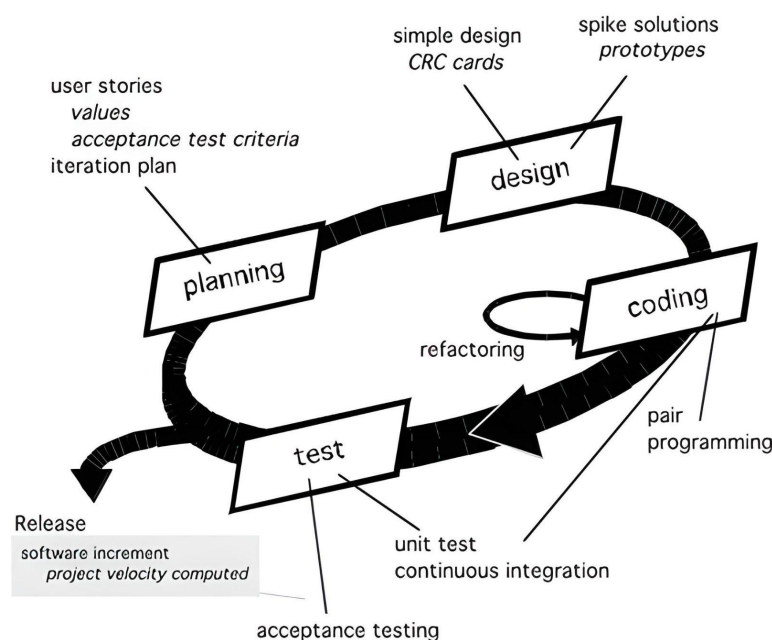 spike solutions
prototypes
simple design
CRC cards
user stories
values
acceptance test criteria
iteration plan
design
planning
coding
refactoring
test
pair
programming
Release
software increment
project velocity computed
unit test
continuous integration
acceptance testing